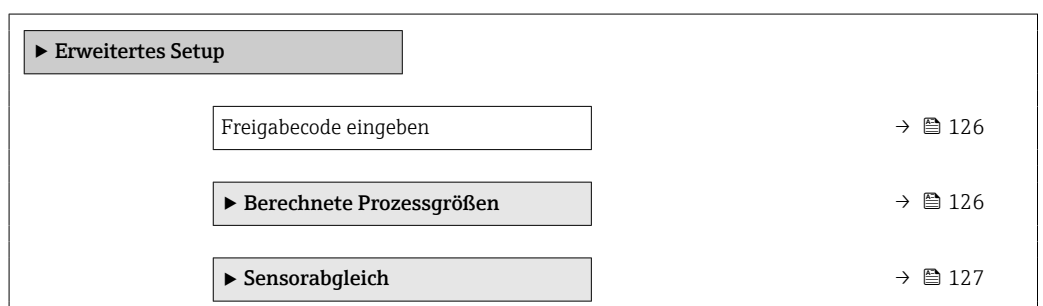 ▶ Erweitertes Setup
Freigabecode eingeben → 126
▶ Berechnete Prozessgrößen → 126
▶ Sensorabgleich → 127